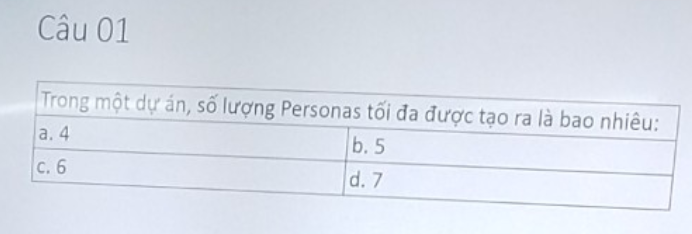 Câu 01
Trong một dự án, số lượng Personas tối đa được tạo ra là bao nhiêu:
a. 4
b. 5
c. 6
d. 7